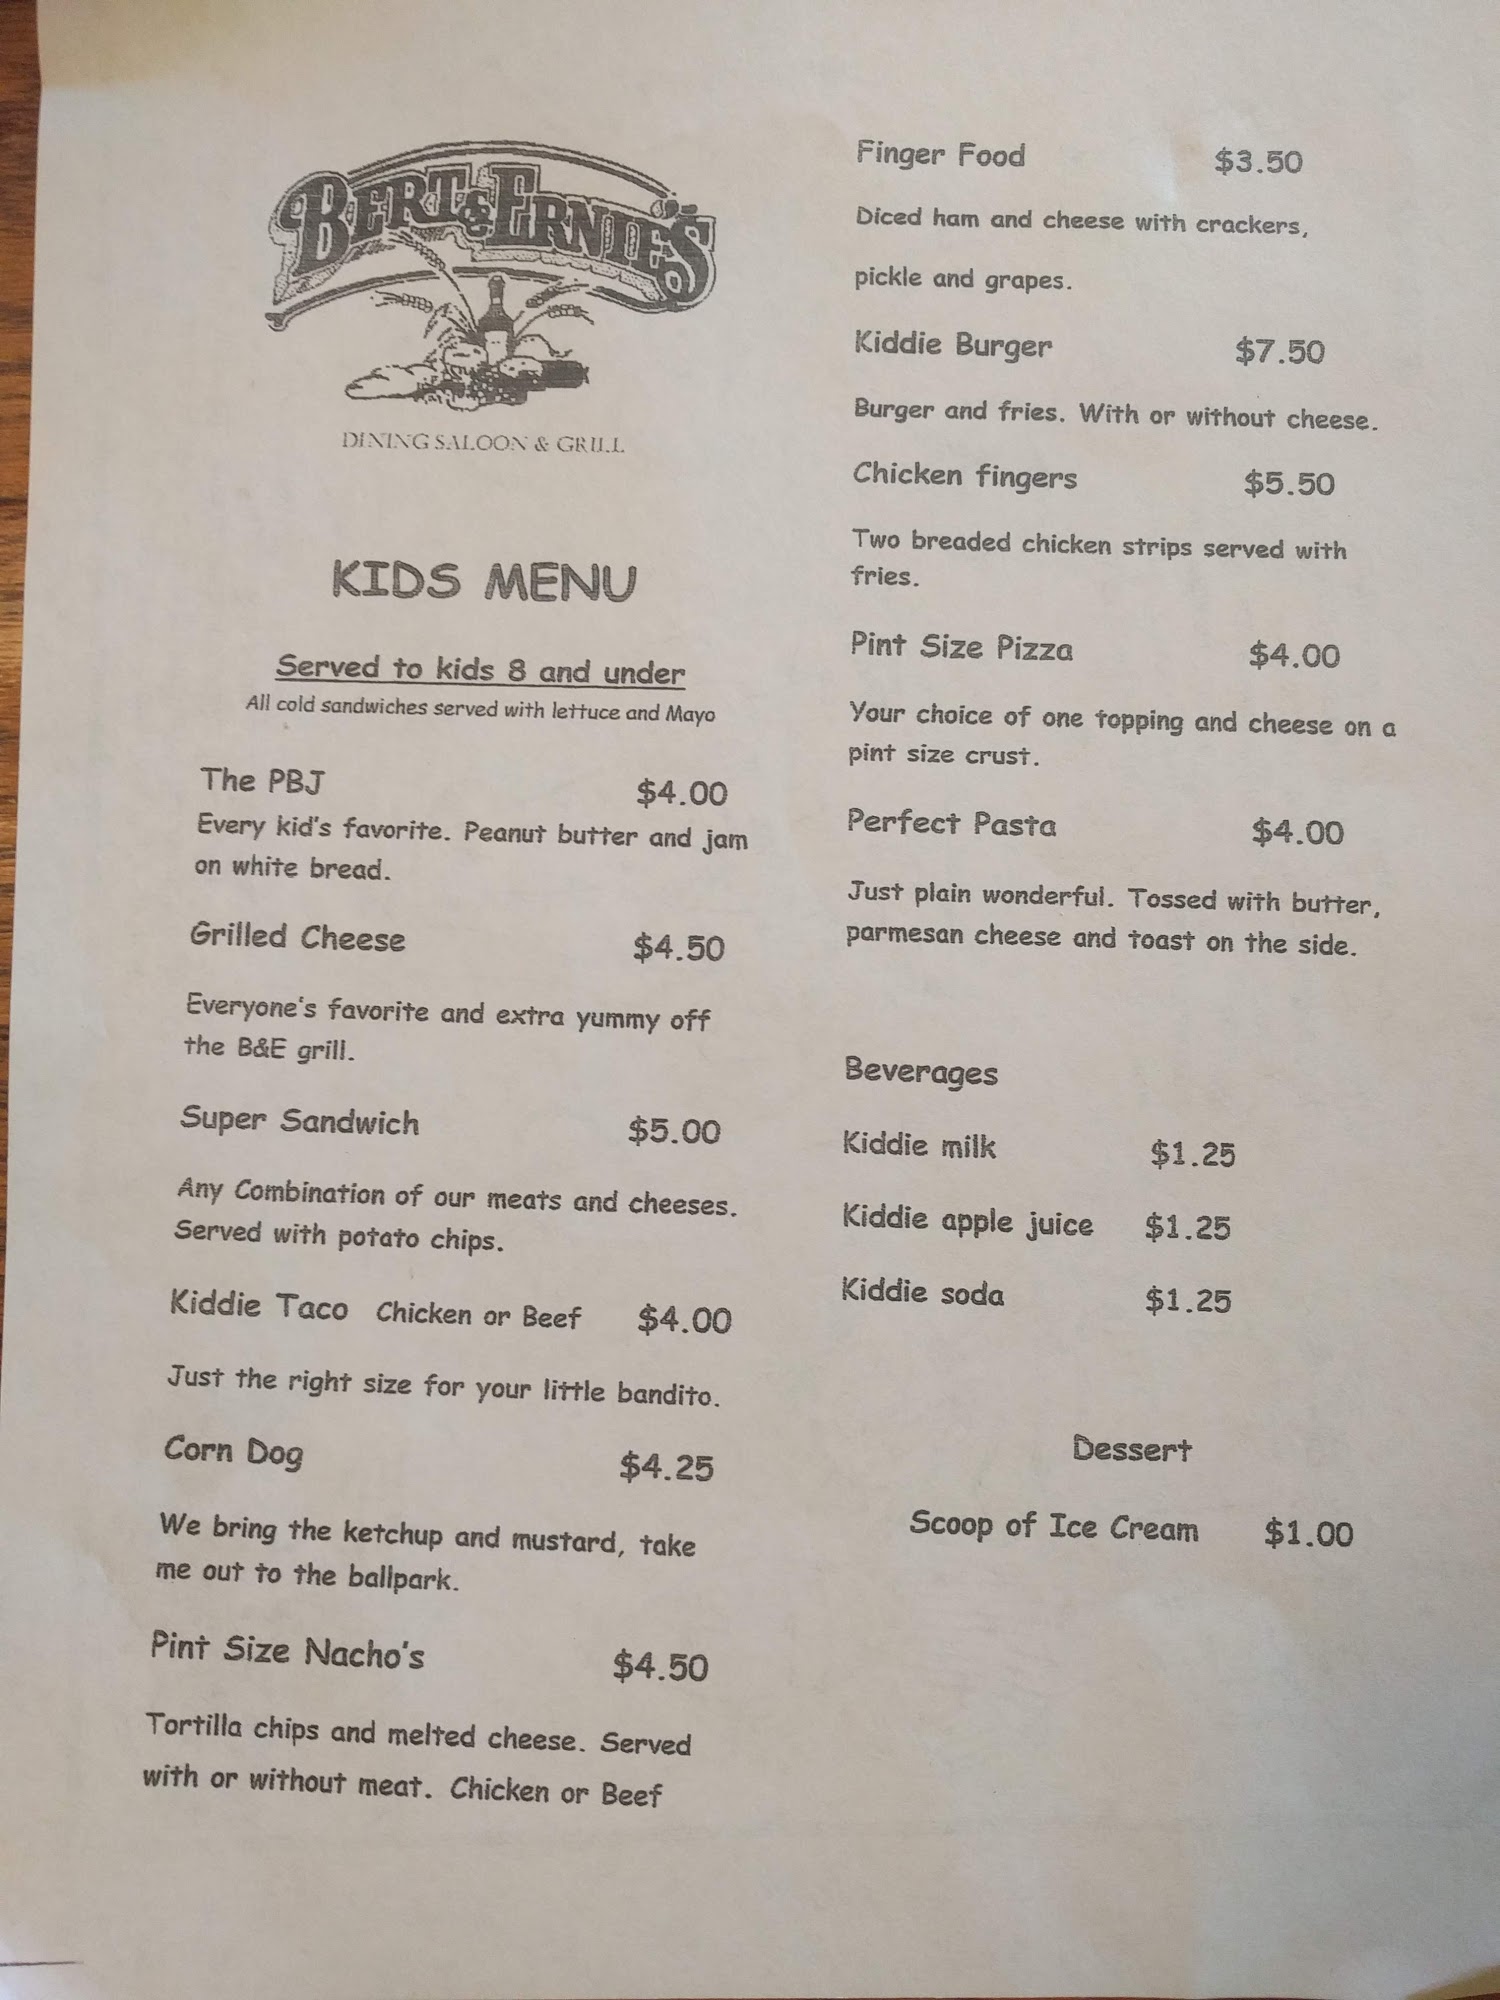 BERT & ERNIE'S
DINING SALOON & GRILL
KIDS MENU
Served to kids 8 and under
All cold sandwiches served with lettuce and Mayo
The PBJ $4.00
Every kid's favorite. Peanut butter and jam
on white bread.
Grilled Cheese $4.50
Everyone's favorite and extra yummy off
the B&E grill.
Super Sandwich $5.00
Any Combination of our meats and cheeses.
Served with potato chips.
Kiddie Taco Chicken or Beef $4.00
Just the right size for your little bandito.
Corn Dog $4.25
We bring the ketchup and mustard, take
me out to the ballpark.
Pint Size Nacho's $4.50
Tortilla chips and melted cheese. Served
with or without meat. Chicken or Beef
Finger Food $3.50
Diced ham and cheese with crackers,
pickle and grapes.
Kiddie Burger $7.50
Burger and fries. With or without cheese.
Chicken fingers $5.50
Two breaded chicken strips served with
fries.
Pint Size Pizza $4.00
Your choice of one topping and cheese on a
pint size crust.
Perfect Pasta $4.00
Just plain wonderful. Tossed with butter,
parmesan cheese and toast on the side.
Beverages
Kiddie milk $1.25
Kiddie apple juice $1.25
Kiddie soda $1.25
Dessert
Scoop of Ice Cream $1.00